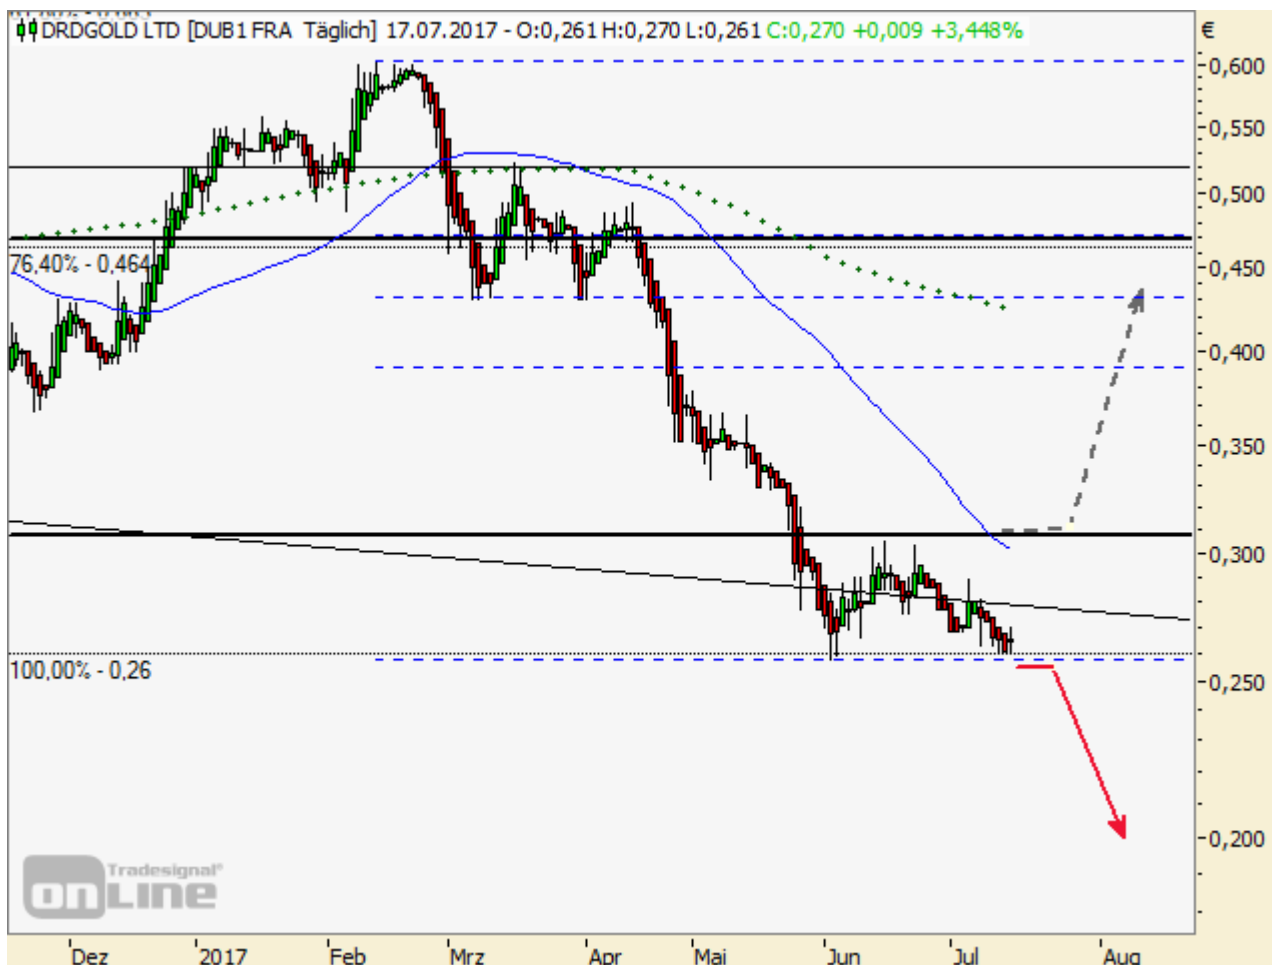 DRDGOLD LTD [DUB1 FRA Täglich] 17.07.2017 - O:0,261 H:0,270 L:0,261 C:0,270 +0,009 +3,448%
€
0,600
0,550
0,500
76,40% - 0,464
0,450
0,400
0,350
0,300
100,00% - 0,26
0,250
0,200
Tradesignal®
onLine
Dez 2017 Feb Mrz Apr Mai Jun Jul Aug